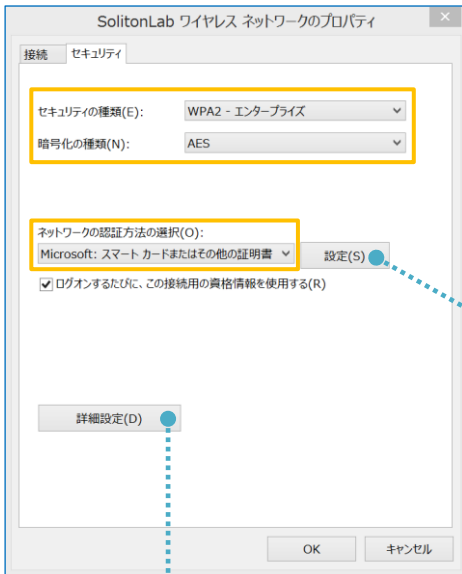 SolitonLab ワイヤレス ネットワークのプロパティ
接続 セキュリティ
セキュリティの種類(E): WPA2 - エンタープライズ
暗号化の種類(N): AES
ネットワークの認証方法の選択(O):
Microsoft: スマート カードまたはその他の証明書 設定(S)
ログオンするたびに、この接続用の資格情報を使用する(R)
詳細設定(D)
OK キャンセル